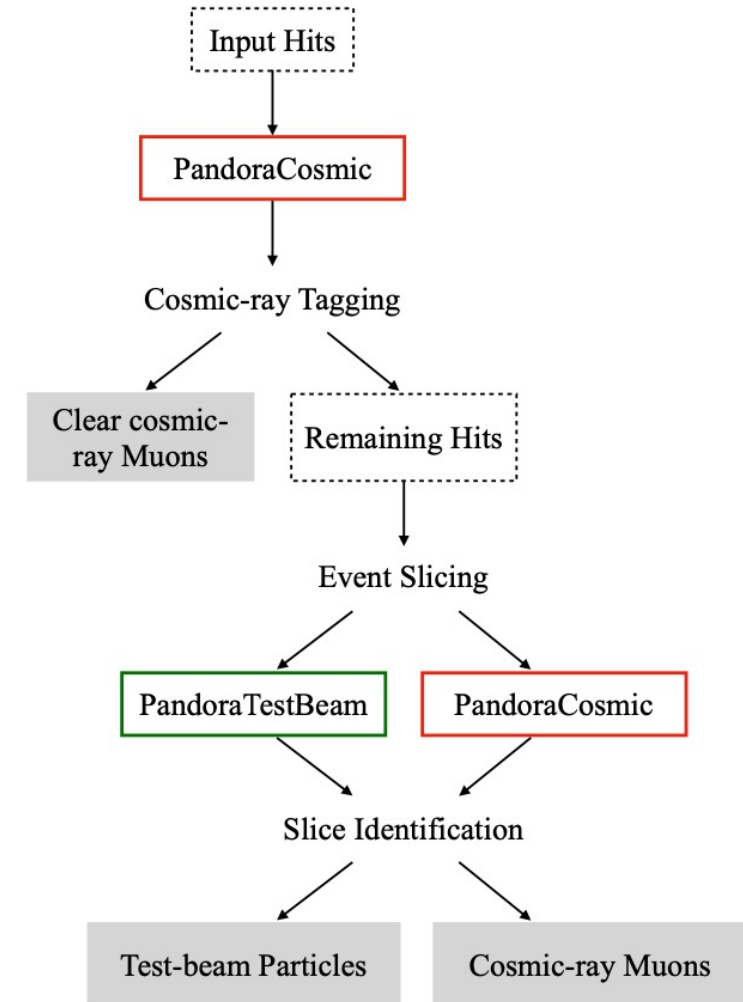 Input Hits
PandoraCosmic
Cosmic-ray Tagging
Clear cosmic-
ray Muons
Remaining Hits
Event Slicing
PandoraTestBeam
PandoraCosmic
Slice Identification
Test-beam Particles
Cosmic-ray Muons